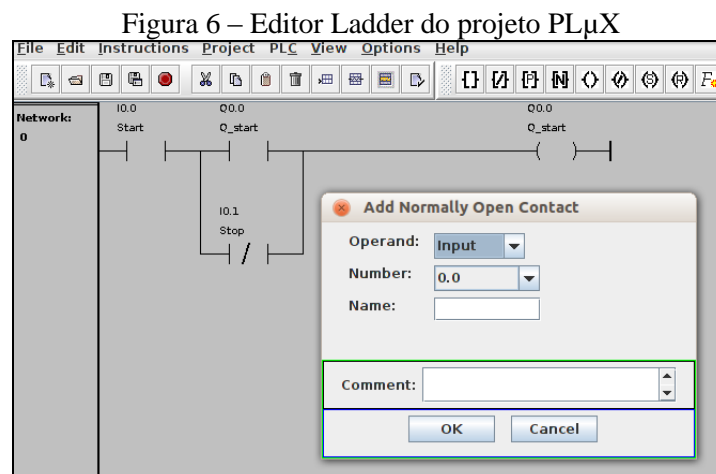 Figura 6 – Editor Ladder do projeto PLµX
File Edit Instructions Project PLC View Options Help
{} {/} {P} {N} () (/) (S) (R) F
Network:
0
I0.0
Start
Q0.0
Q_start
Q0.0
Q_start
I0.1
Stop
Add Normally Open Contact
Operand: Input
Number: 0.0
Name:
Comment:
OK Cancel